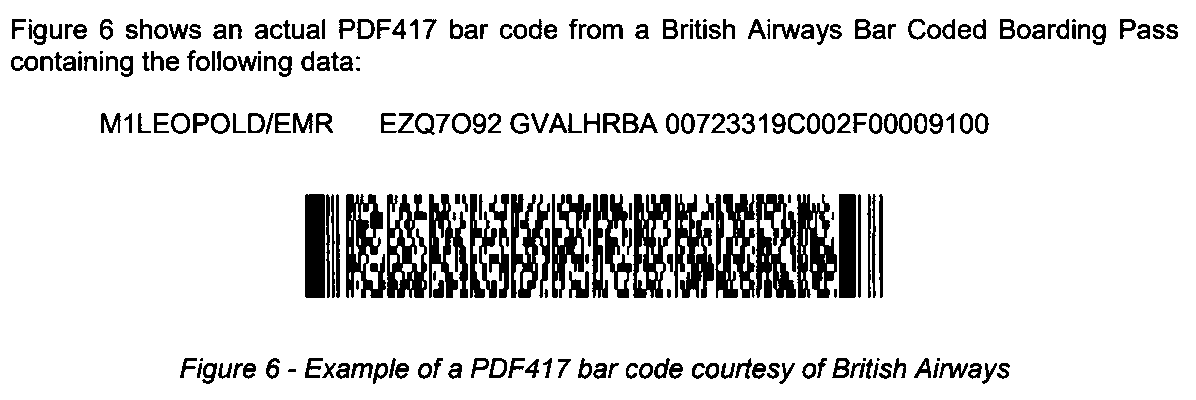 Figure 6 shows an actual PDF417 bar code from a British Airways Bar Coded Boarding Pass
containing the following data:
M1LEOPOLD/EMR EZQ7O92 GVALHRBA 00723319C002F00009100
Figure 6 - Example of a PDF417 bar code courtesy of British Airways